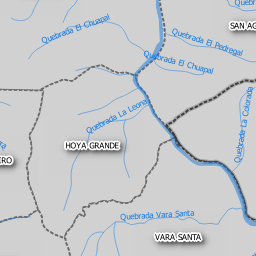 Quebrada El Chuapal
SAN AG
Quebrada El Pedregal
Quebrada El Chuapal
Quebrada La Colorada
Quebrada La Leona
HOYA GRANDE
ERO
Quebrada Vara Santa
VARA SANTA